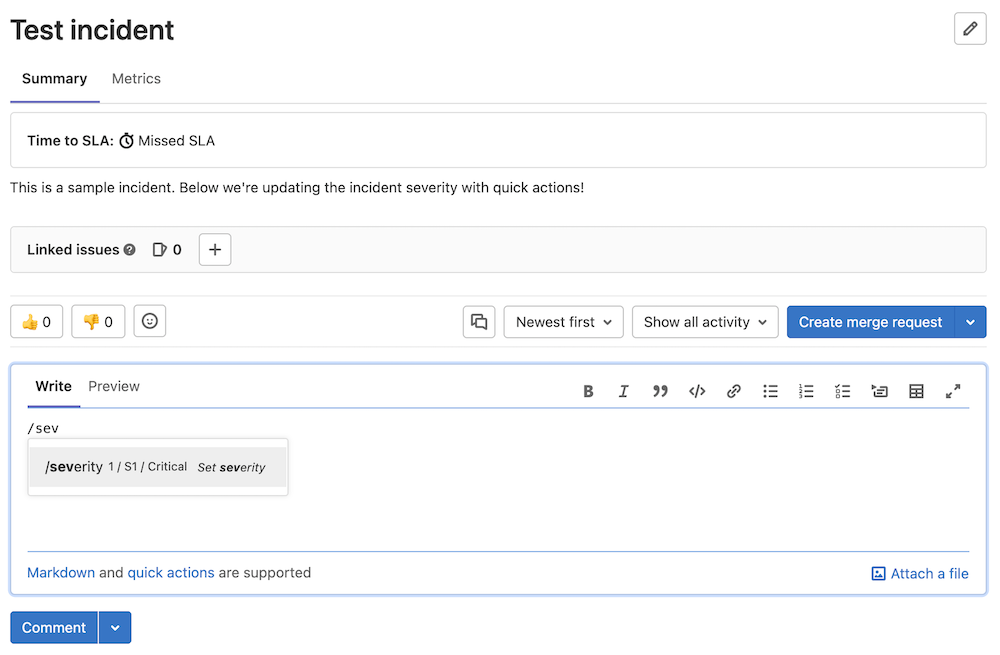 Test incident
Summary Metrics
Time to SLA: Missed SLA
This is a sample incident. Below we're updating the incident severity with quick actions!
Linked issues 0
0 0 Newest first Show all activity Create merge request
Write Preview
/sev
/severity 1 / S1 / Critical Set severity
Markdown and quick actions are supported Attach a file
Comment